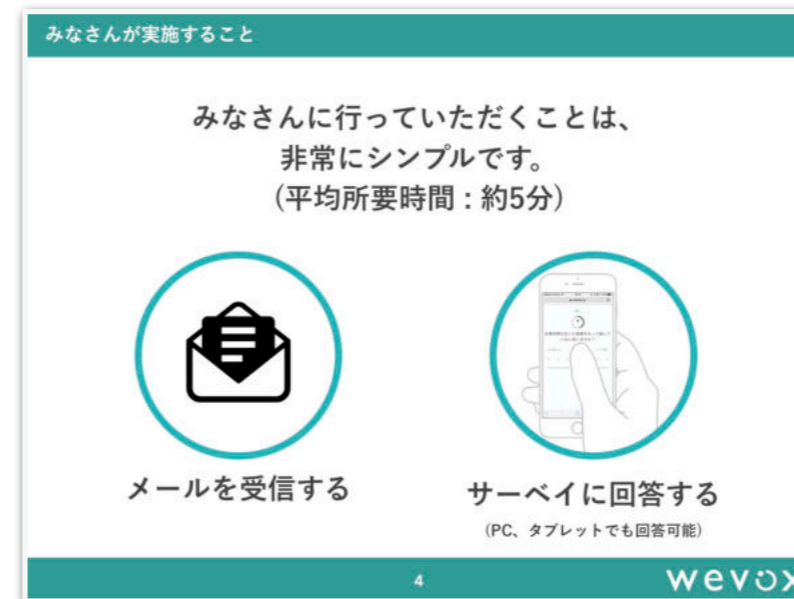 みなさんが実施すること
みなさんに行っていただくことは、
非常にシンプルです。
(平均所要時間：約5分)
メールを受信する
サーベイに回答する
(PC、タブレットでも回答可能)
4
wevox